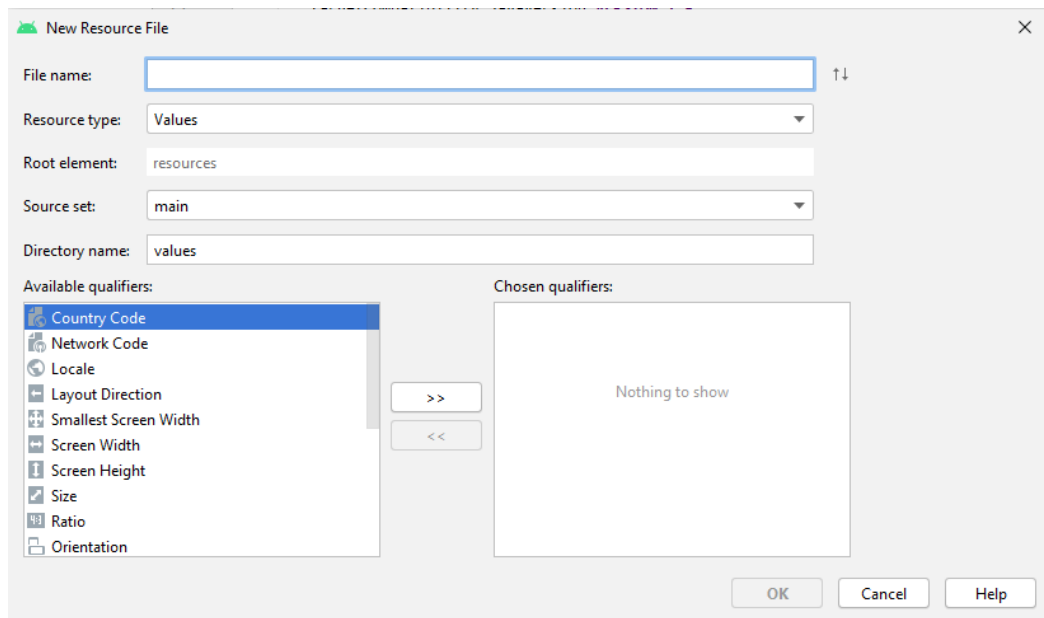 New Resource File
File name:
Resource type: Values
Root element: resources
Source set: main
Directory name: values
Available qualifiers: Chosen qualifiers:
Country Code
Network Code
Locale
Layout Direction
Smallest Screen Width
Screen Width
Screen Height
Size
Ratio
Orientation
>>
<<
Nothing to show
OK Cancel Help